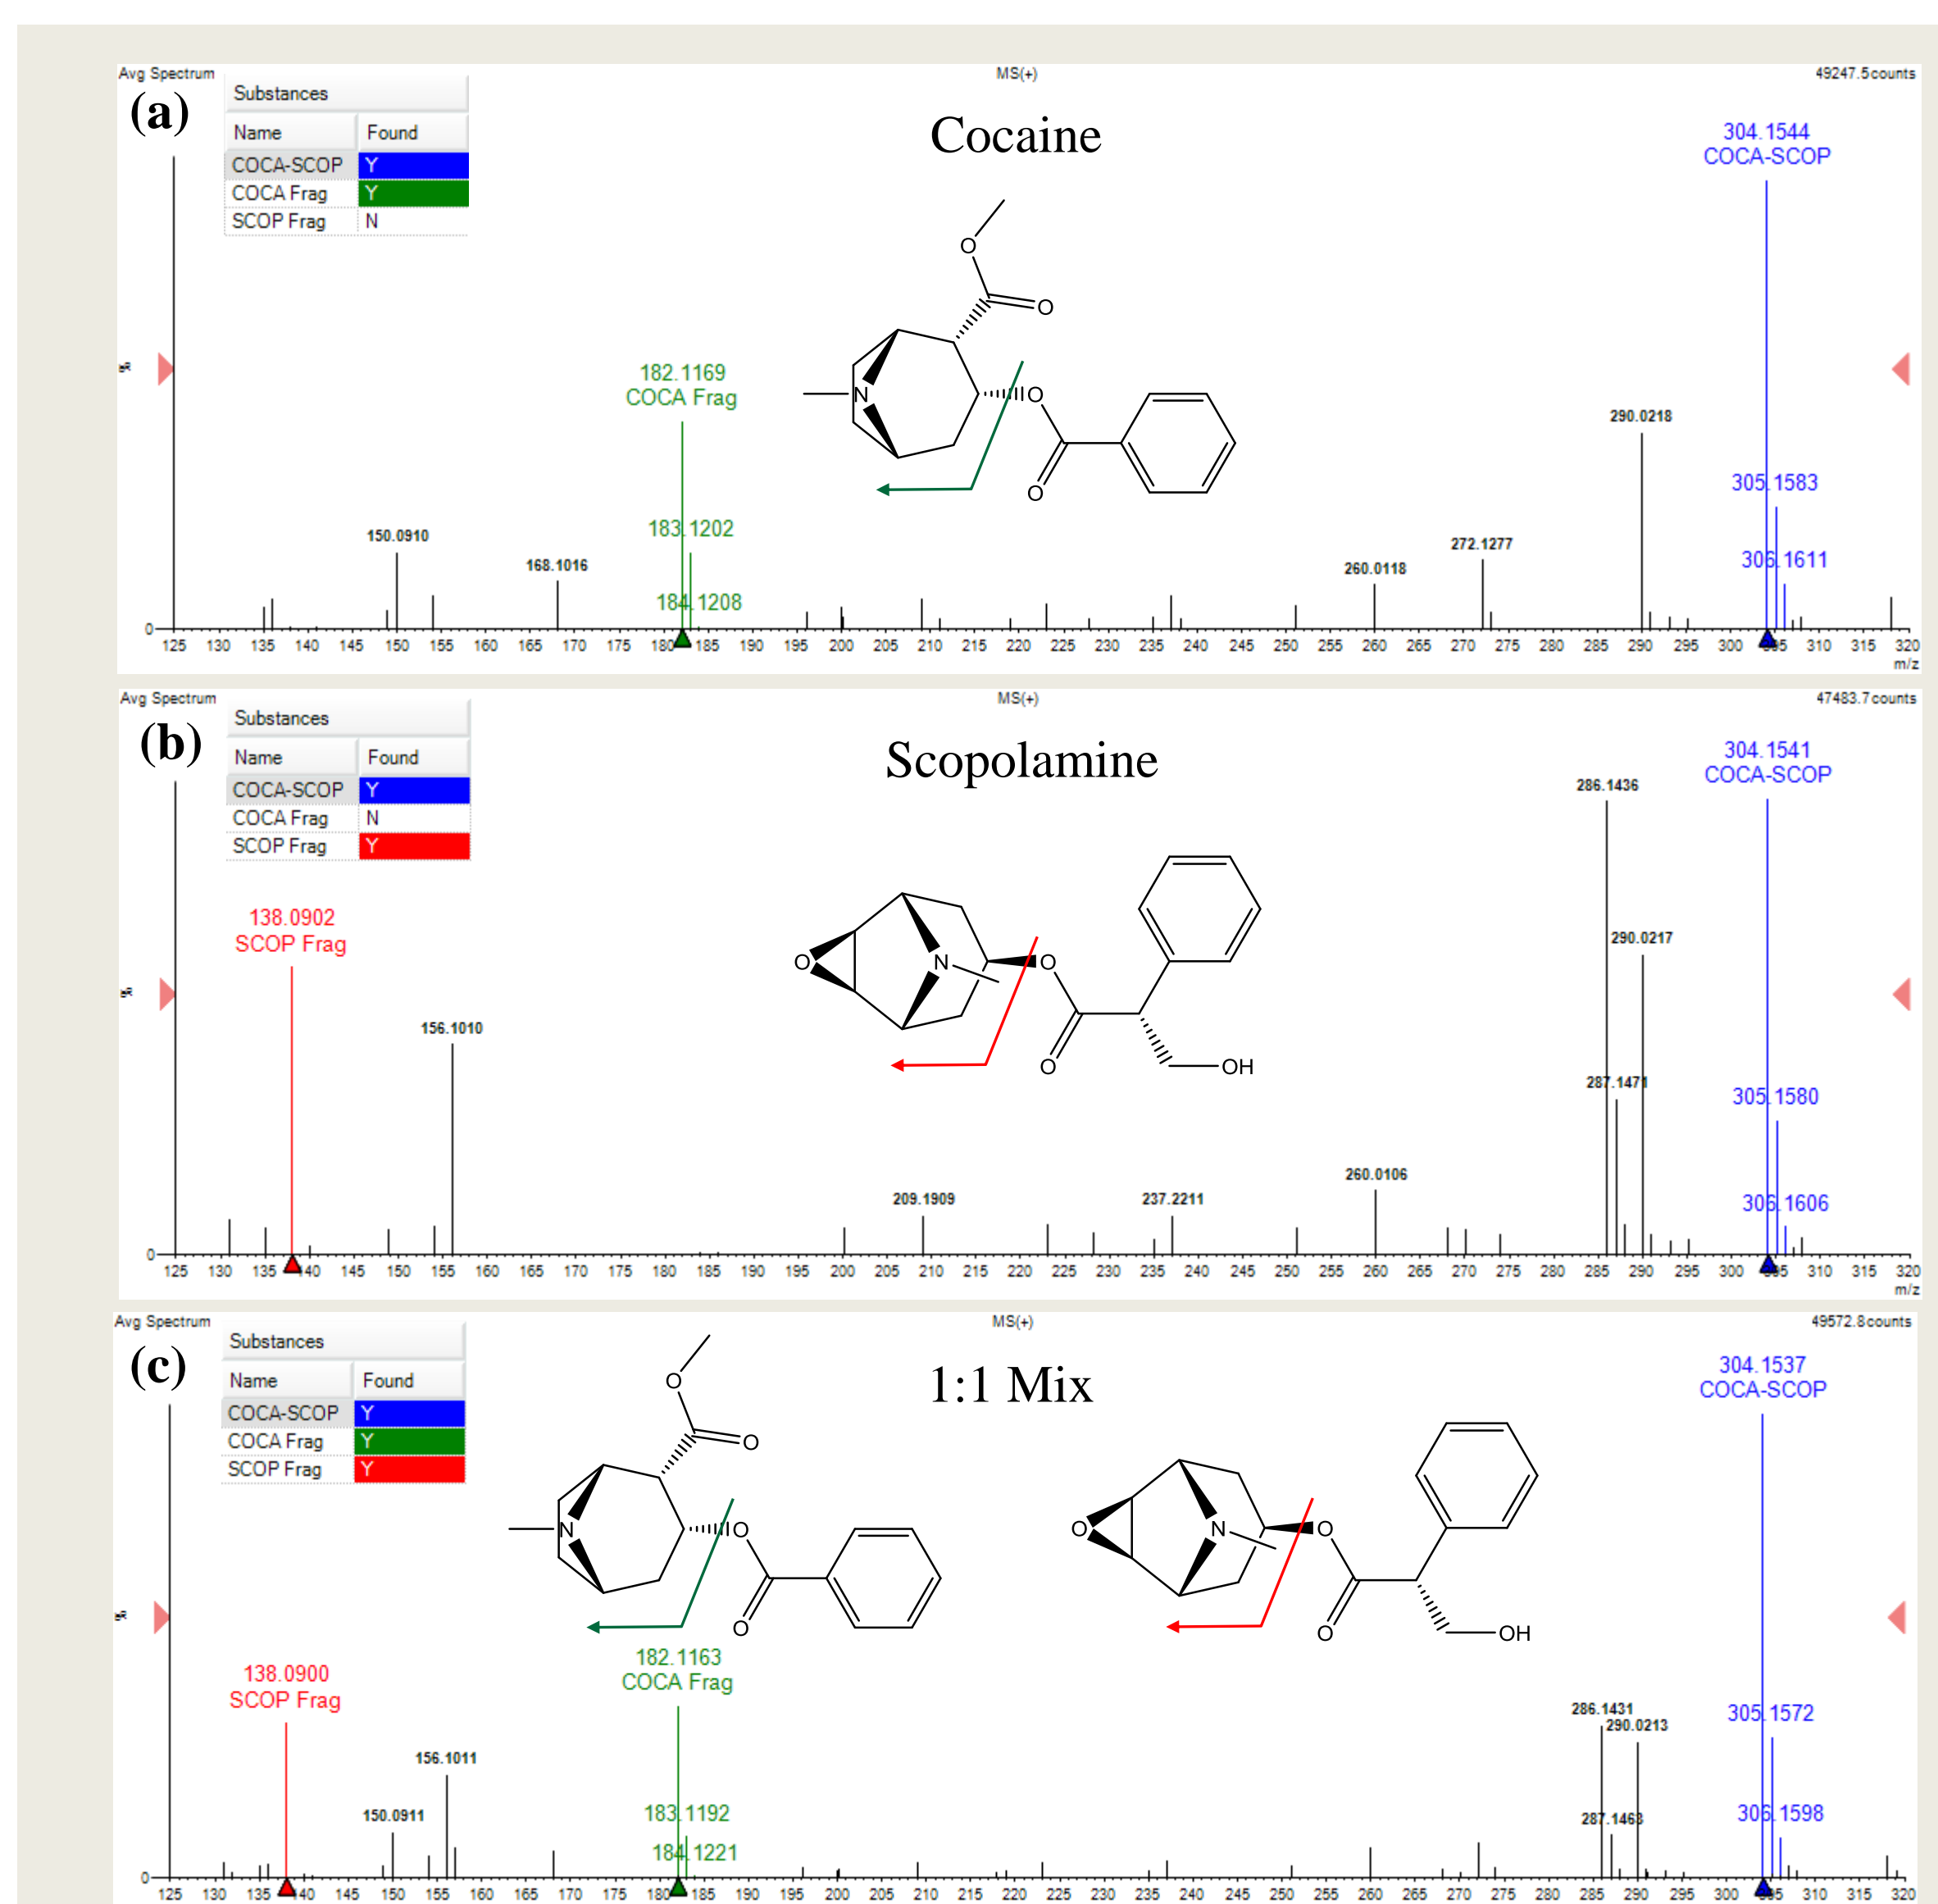 Avg Spectrum MS(+) 49247.5counts
(a)
Substances
Name Found
COCA-SCOP Y
COCA Frag Y
SCOP Frag N
Cocaine
304.1544
COCA-SCOP
O
O
182.1169
COCA Frag
N
O
O
290.0218
305.1583
150.0910
183.1202
272.1277
306.1611
168.1016
260.0118
184.1208
0
125 130 135 140 145 150 155 160 165 170 175 180 185 190 195 200 205 210 215 220 225 230 235 240 245 250 255 260 265 270 275 280 285 290 295 300 305 310 315 320
m/z
Avg Spectrum MS(+) 47483.7counts
(b)
Substances
Name Found
COCA-SCOP Y
COCA Frag N
SCOP Frag Y
Scopolamine
304.1541
COCA-SCOP
286.1436
138.0902
SCOP Frag
290.0217
O
N
O
156.1010
O
OH
287.1471
305.1580
260.0106
209.1909
237.2211
306.1606
0
125 130 135 140 145 150 155 160 165 170 175 180 185 190 195 200 205 210 215 220 225 230 235 240 245 250 255 260 265 270 275 280 285 290 295 300 305 310 315 320
m/z
Avg Spectrum MS(+) 49572.8counts
(c)
Substances
Name Found
COCA-SCOP Y
COCA Frag Y
SCOP Frag Y
1:1 Mix
304.1537
COCA-SCOP
O
O
N
O
O
O
N
O
O
OH
138.0900
SCOP Frag
182.1163
COCA Frag
286.1431
290.0213
305.1572
156.1011
150.0911
183.1192
287.1463
306.1598
184.1221
0
125 130 135 140 145 150 155 160 165 170 175 180 185 190 195 200 205 210 215 220 225 230 235 240 245 250 255 260 265 270 275 280 285 290 295 300 305 310 315 320